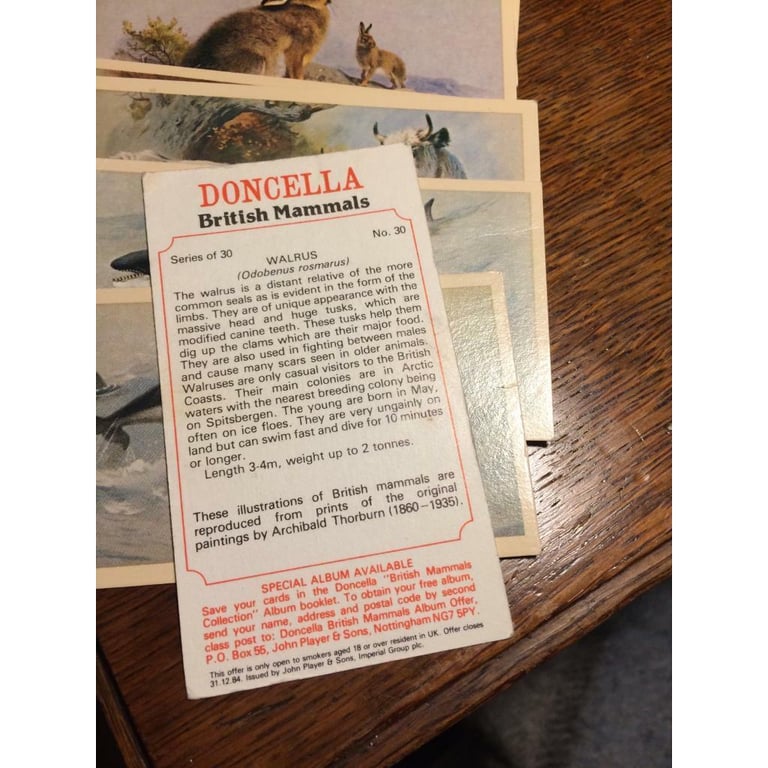 DONCELLA
British Mammals
Series of 30
No. 30
WALRUS
(Odobenus rosmarus)
The walrus is a distant relative of the more
common seals as is evident in the form of the
limbs. They are of unique appearance with the
massive head and huge tusks, which are
modified canine teeth. These tusks help them
dig up the clams which are their major food.
They are also used in fighting between males
and cause many scars seen in older animals.
Walruses are only casual visitors to the British
Coasts. Their main colonies are in Arctic
waters with the nearest breeding colony being
on Spitsbergen. The young are born in May,
often on ice floes. They are very ungainly on
land but can swim fast and dive for 10 minutes
or longer.
Length 3-4m, weight up to 2 tonnes.
These illustrations of British mammals are
reproduced from prints of the original
paintings by Archibald Thorburn (1860–1935).
SPECIAL ALBUM AVAILABLE
Save your cards in the Doncella "British Mammals
Collection" Album booklet. To obtain your free album,
send your name, address and postal code by second
class post to: Doncella British Mammals Album Offer,
P.O. Box 55, John Player & Sons, Nottingham NG7 5PY.
This offer is only open to smokers aged 18 or over resident in UK. Offer closes
31.12.84. Issued by John Player & Sons, Imperial Group plc.